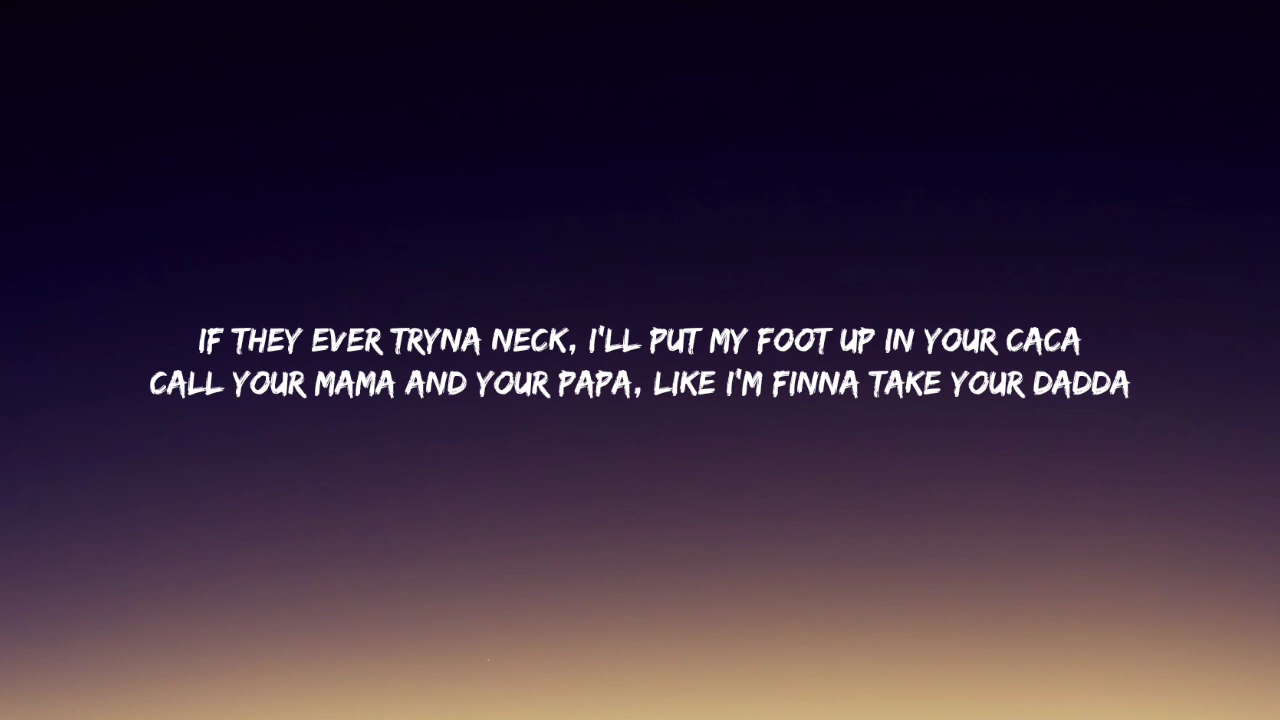 IF THEY EVER TRYNA NECK, I'LL PUT MY FOOT UP IN YOUR CACA
CALL YOUR MAMA AND YOUR PAPA, LIKE I'M FINNA TAKE YOUR DADDA